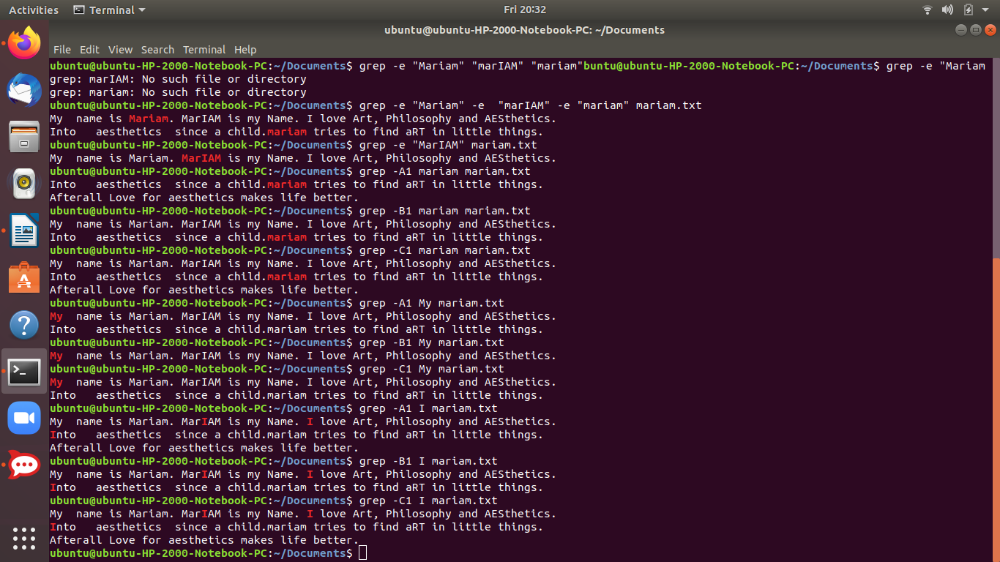 Activities Terminal Fri 20:32
ubuntu@ubuntu-HP-2000-Notebook-PC: ~/Documents
File Edit View Search Terminal Help
ubuntu@ubuntu-HP-2000-Notebook-PC:~/Documents$ grep -e "Mariam" "marIAM" "mariam"buntu@ubuntu-HP-2000-Notebook-PC:~/Documents$ grep -e "Mariam
grep: marIAM: No such file or directory
grep: mariam: No such file or directory
ubuntu@ubuntu-HP-2000-Notebook-PC:~/Documents$ grep -e "Mariam" -e  "marIAM" -e "mariam" mariam.txt
My  name is Mariam. MarIAM is my Name. I love Art, Philosophy and AESthetics.
Into   aesthetics  since a child.mariam tries to find aRT in little things.
ubuntu@ubuntu-HP-2000-Notebook-PC:~/Documents$ grep -e "MarIAM" mariam.txt
My  name is Mariam. MarIAM is my Name. I love Art, Philosophy and AESthetics.
ubuntu@ubuntu-HP-2000-Notebook-PC:~/Documents$ grep -A1 mariam mariam.txt
Into   aesthetics  since a child.mariam tries to find aRT in little things.
Afterall Love for aesthetics makes life better.
ubuntu@ubuntu-HP-2000-Notebook-PC:~/Documents$ grep -B1 mariam mariam.txt
My  name is Mariam. MarIAM is my Name. I love Art, Philosophy and AESthetics.
Into   aesthetics  since a child.mariam tries to find aRT in little things.
ubuntu@ubuntu-HP-2000-Notebook-PC:~/Documents$ grep -C1 mariam mariam.txt
My  name is Mariam. MarIAM is my Name. I love Art, Philosophy and AESthetics.
Into   aesthetics  since a child.mariam tries to find aRT in little things.
Afterall Love for aesthetics makes life better.
ubuntu@ubuntu-HP-2000-Notebook-PC:~/Documents$ grep -A1 My mariam.txt
My  name is Mariam. MarIAM is my Name. I love Art, Philosophy and AESthetics.
Into   aesthetics  since a child.mariam tries to find aRT in little things.
ubuntu@ubuntu-HP-2000-Notebook-PC:~/Documents$ grep -B1 My mariam.txt
My  name is Mariam. MarIAM is my Name. I love Art, Philosophy and AESthetics.
ubuntu@ubuntu-HP-2000-Notebook-PC:~/Documents$ grep -C1 My mariam.txt
My  name is Mariam. MarIAM is my Name. I love Art, Philosophy and AESthetics.
Into   aesthetics  since a child.mariam tries to find aRT in little things.
ubuntu@ubuntu-HP-2000-Notebook-PC:~/Documents$ grep -A1 I mariam.txt
My  name is Mariam. MarIAM is my Name. I love Art, Philosophy and AESthetics.
Into   aesthetics  since a child.mariam tries to find aRT in little things.
Afterall Love for aesthetics makes life better.
ubuntu@ubuntu-HP-2000-Notebook-PC:~/Documents$ grep -B1 I mariam.txt
My  name is Mariam. MarIAM is my Name. I love Art, Philosophy and AESthetics.
Into   aesthetics  since a child.mariam tries to find aRT in little things.
ubuntu@ubuntu-HP-2000-Notebook-PC:~/Documents$ grep -C1 I mariam.txt
My  name is Mariam. MarIAM is my Name. I love Art, Philosophy and AESthetics.
Into   aesthetics  since a child.mariam tries to find aRT in little things.
Afterall Love for aesthetics makes life better.
ubuntu@ubuntu-HP-2000-Notebook-PC:~/Documents$